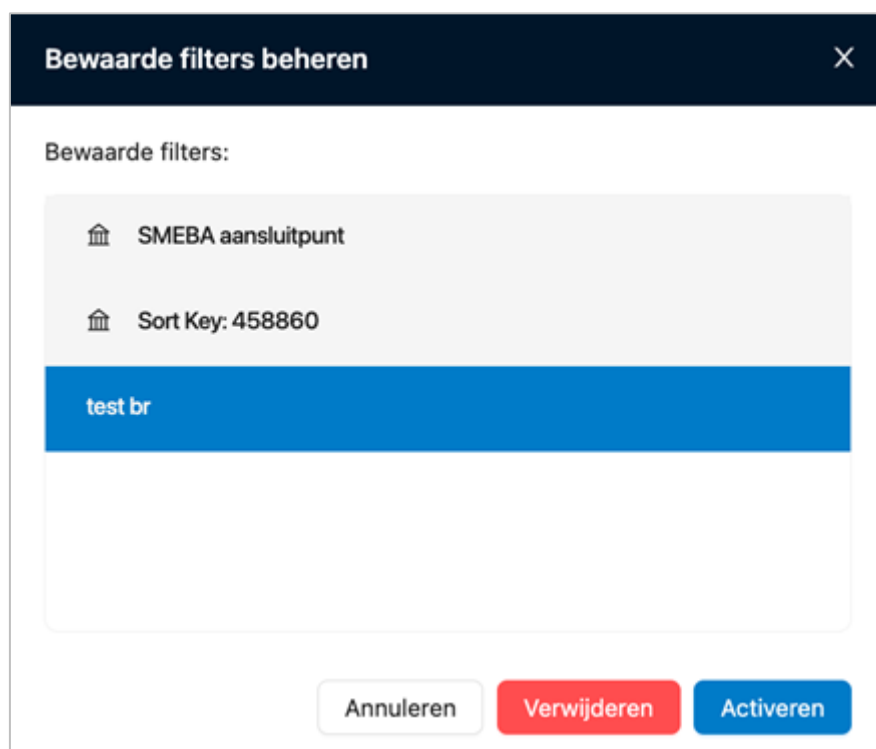 Bewaarde filters beheren
Bewaarde filters:
SMEBA aansluitpunt
Sort Key: 458860
test br
Annuleren Verwijderen Activeren